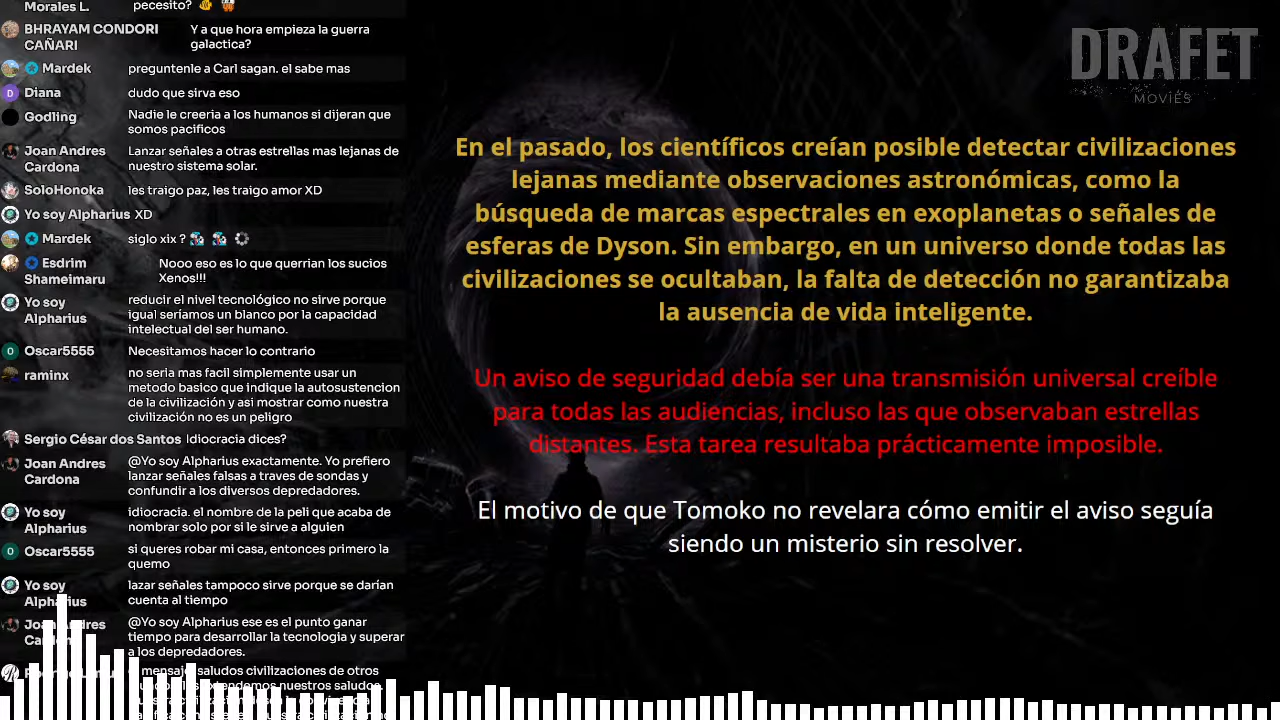 Morales L. pecesito?
BHRAYAM CONDORI Y a que hora empieza la guerra
CAÑARI galactica?
Mardek preguntenle a Carl sagan. el sabe mas
D Diana dudo que sirva eso
Godling Nadie le creeria a los humanos si dijeran que
somos pacificos
Joan Andres Lanzar señales a otras estrellas mas lejanas de
Cardona nuestro sistema solar.
SoloHonoka les traigo paz, les traigo amor XD
Yo soy Alpharius XD
Mardek siglo xix ?
Esdrim Nooo eso es lo que querrian los sucios
Shameimaru Xenos!!!
Yo soy reducir el nivel tecnológico no sirve porque
Alpharius igual seríamos un blanco por la capacidad
intelectual del ser humano.
O Oscar5555 Necesitamos hacer lo contrario
raminx no seria mas facil simplemente usar un
metodo basico que indique la autosustencion
de la civilización y asi mostrar como nuestra
civilización no es un peligro
Sergio César dos Santos Idiocracia dices?
Joan Andres @Yo soy Alpharius exactamente. Yo prefiero
Cardona lanzar señales falsas a traves de sondas y
confundir a los diversos depredadores.
Yo soy idiocracia. el nombre de la peli que acaba de
Alpharius nombrar solo por si le sirve a alguien
O Oscar5555 si queres robar mi casa, entonces primero la
quemo
Yo soy lazar señales tampoco sirve porque se darían
Alpharius cuenta al tiempo
Joan Andres @Yo soy Alpharius ese es el punto ganar
Cardona tiempo para desarrollar la tecnologia y superar
a los depredadores.
mensaje saludos civilizaciones de otros
nuestros saludos
DRAFET
MOVIES
En el pasado, los científicos creían posible detectar civilizaciones
lejanas mediante observaciones astronómicas, como la
búsqueda de marcas espectrales en exoplanetas o señales de
esferas de Dyson. Sin embargo, en un universo donde todas las
civilizaciones se ocultaban, la falta de detección no garantizaba
la ausencia de vida inteligente.
Un aviso de seguridad debía ser una transmisión universal creíble
para todas las audiencias, incluso las que observaban estrellas
distantes. Esta tarea resultaba prácticamente imposible.
El motivo de que Tomoko no revelara cómo emitir el aviso seguía
siendo un misterio sin resolver.